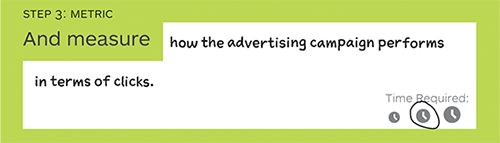 STEP 3: METRIC
And measure how the advertising campaign performs
in terms of clicks.
Time Required: